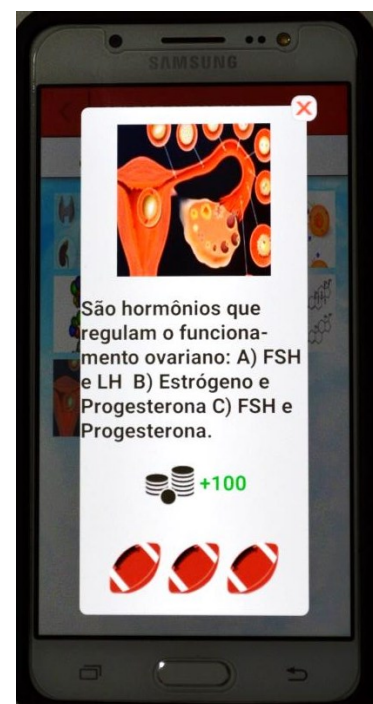 SAMSUNG
São hormônios que
regulam o funciona-
mento ovariano: A) FSH
e LH B) Estrógeno e
Progesterona C) FSH e
Progesterona.
+100